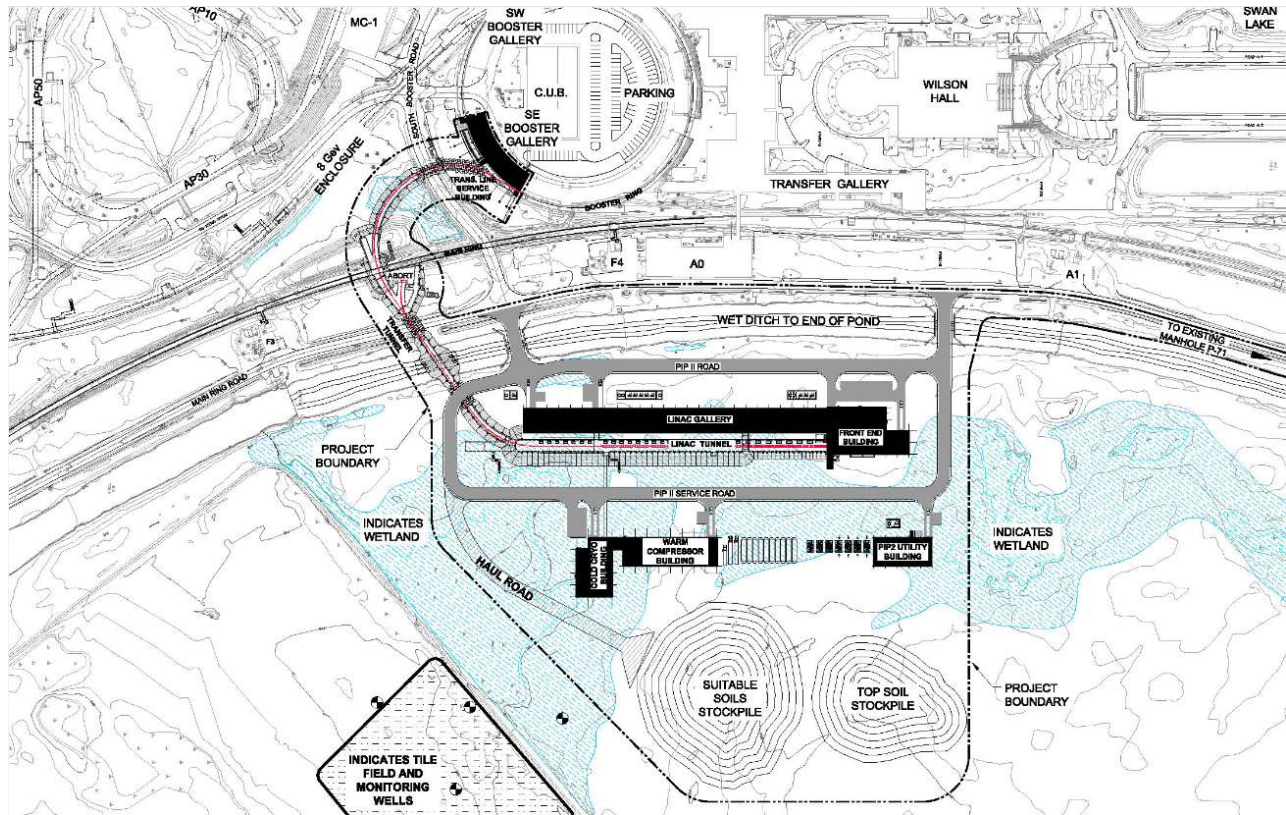 AP10
MC-1
SW
BOOSTER
GALLERY
SOUTH BOOSTER ROAD
C.U.B.
PARKING
SE
BOOSTER
GALLERY
WILSON
HALL
SWAN
LAKE
AP50
8 Gev
ENCLOSURE
AP30
TRANS. LINE
SERVICE
BUILDING
BOOSTER RING
TRANSFER GALLERY
MAIN RING
ABORT
F4
A0
A1
TRANSFER
TUNNEL
F3
WET DITCH TO END OF POND
TO EXISTING
MANHOLE P-71
MAIN RING ROAD
PIP II ROAD
LINAC GALLERY
FRONT END
BUILDING
LINAC TUNNEL
PROJECT
BOUNDARY
PIP II SERVICE ROAD
INDICATES
WETLAND
INDICATES
WETLAND
COLD CRYO
BUILDING
WARM
COMPRESSOR
BUILDING
PIP2 UTILITY
BUILDING
HAUL ROAD
SUITABLE
SOILS
STOCKPILE
TOP SOIL
STOCKPILE
PROJECT
BOUNDARY
INDICATES TILE
FIELD AND
MONITORING
WELLS